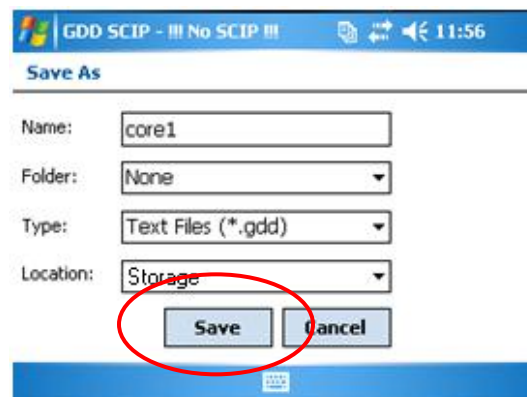 GDD SCIP - !!! No SCIP !!! 11:56
Save As
Name: core1
Folder: None
Type: Text Files (*.gdd)
Location: Storage
Save Cancel